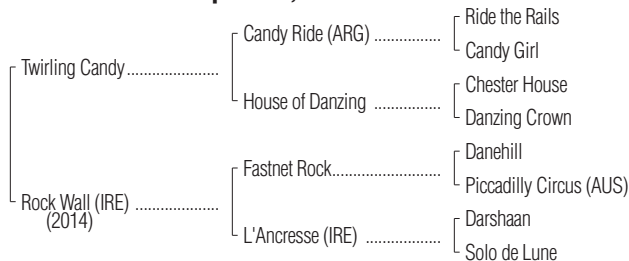 Ride the Rails
Candy Ride (ARG) ................
Candy Girl
Twirling Candy ......................
Chester House
House of Danzing ................
Danzing Crown
Danehill
Fastnet Rock..........................
Piccadilly Circus (AUS)
Rock Wall (IRE) ....................
(2014)
Darshaan
L'Ancresse (IRE) ..................
Solo de Lune